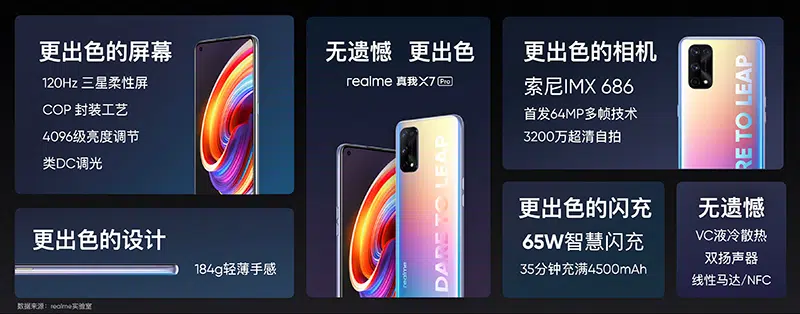 更出色的屏幕
120Hz 三星柔性屏
COP 封装工艺
4096级亮度调节
类DC调光
更出色的设计
184g轻薄手感
无遗憾 更出色
realme 真我X7 Pro
DARE TO LEAP
realme
更出色的相机
索尼IMX 686
首发64MP多帧技术
3200万超清自拍
RE TO LEAP
更出色的闪充
65W智慧闪充
35分钟充满4500mAh
无遗憾
VC液冷散热
双扬声器
线性马达/NFC
数据来源：realme实验室